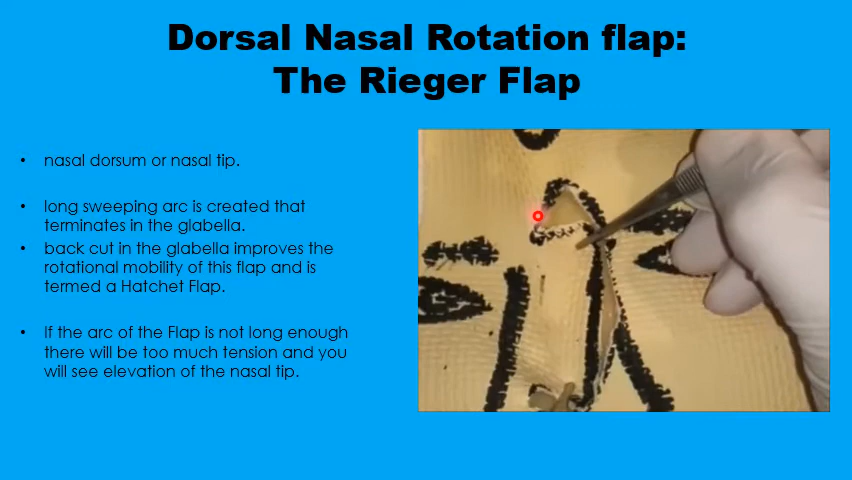 Dorsal Nasal Rotation flap:
The Rieger Flap
• nasal dorsum or nasal tip.
• long sweeping arc is created that
terminates in the glabella.
• back cut in the glabella improves the
rotational mobility of this flap and is
termed a Hatchet Flap.
• If the arc of the Flap is not long enough
there will be too much tension and you
will see elevation of the nasal tip.